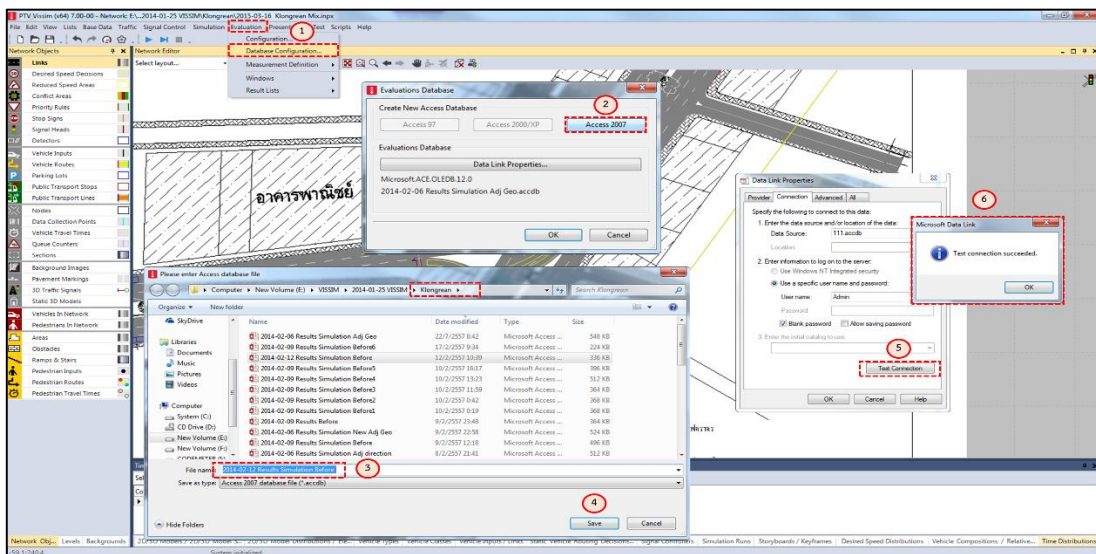 PTV Vissim (x64) 7.00-00 - Network: E:\...2014-01-25 VISSIM\Klongrean\2015-03-16 Klongrean Mix.inpx
File Edit View Lists Base Data Traffic Signal Control Simulation Evaluation Test Scripts Help
1
Configuration...
Database Configuration...
Measurement Definition
Windows
Result Lists
Network Objects
Network Editor
Select layout...
Links
Desired Speed Decisions
Reduced Speed Areas
Conflict Areas
Priority Rules
Stop Signs
Signal Heads
Detectors
Vehicle Inputs
Vehicle Routes
Parking Lots
Public Transport Stops
Public Transport Lines
Nodes
Data Collection Points
Vehicle Travel Times
Queue Counters
Sections
Background Images
Pavement Markings
3D Traffic Signals
Static 3D Models
Vehicles In Network
Pedestrians In Network
Areas
Obstacles
Ramps & Stairs
Pedestrian Inputs
Pedestrian Routes
Pedestrian Travel Times
อาคารพาณิชย์
Evaluations Database
2
Create New Access Database
Access 97
Access 2000/XP
Access 2007
Evaluations Database
Data Link Properties...
Microsoft.ACE.OLEDB.12.0
2014-02-06 Results Simulation Adj Geo.accdb
OK
Cancel
Data Link Properties
Provider
Connection
Advanced
All
Specify the following to connect to this data:
1. Enter the data source and/or location of the data:
Data Source: 111.accdb
Location:
2. Enter information to log on to the server:
Use Windows NT Integrated security
Use a specific user name and password:
User name: Admin
Password:
Blank password
Allow saving password
3. Enter the initial catalog to use:
5
Test Connection
OK
Cancel
Help
6
Microsoft Data Link
Test connection succeeded.
OK
Please enter Access database file
Computer
New Volume (E:)
VISSIM
2014-01-25 VISSIM
Klongrean
Search Klongrean
Organize
New folder
SkyDrive
Libraries
Documents
Music
Pictures
Videos
Computer
System (C:)
CD Drive (D:)
New Volume (E:)
New Volume (F:)
Name Date modified Type Size
2014-02-06 Results Simulation Adj Geo 22/7/2557 8:42 Microsoft Access ... 548 KB
2014-02-09 Results Simulation Before6 17/2/2557 9:34 Microsoft Access ... 224 KB
2014-02-12 Results Simulation Before 12/2/2557 10:39 Microsoft Access ... 336 KB
2014-02-09 Results Simulation Before5 10/2/2557 16:17 Microsoft Access ... 396 KB
2014-02-09 Results Simulation Before4 10/2/2557 13:23 Microsoft Access ... 512 KB
2014-02-09 Results Simulation Before3 10/2/2557 11:59 Microsoft Access ... 364 KB
2014-02-09 Results Simulation Before2 10/2/2557 0:42 Microsoft Access ... 368 KB
2014-02-09 Results Simulation Before1 10/2/2557 0:19 Microsoft Access ... 368 KB
2014-02-09 Results Before 9/2/2557 23:48 Microsoft Access ... 364 KB
2014-02-06 Results Simulation New Adj Geo 9/2/2557 22:58 Microsoft Access ... 524 KB
2014-02-09 Results Simulation Before 9/2/2557 12:18 Microsoft Access ... 496 KB
2014-02-06 Results Simulation Adj direction 8/2/2557 21:41 Microsoft Access ... 512 KB
File name: 2014-02-12 Results Simulation Before
3
Save as type: Access 2007 database file (*.accdb)
4
Hide Folders
Save
Cancel
Network Obj... Levels Backgrounds
Simulation Runs Storyboards / Keyframes Desired Speed Distributions Vehicle Compositions / Relative... Time Distributions
System initialized